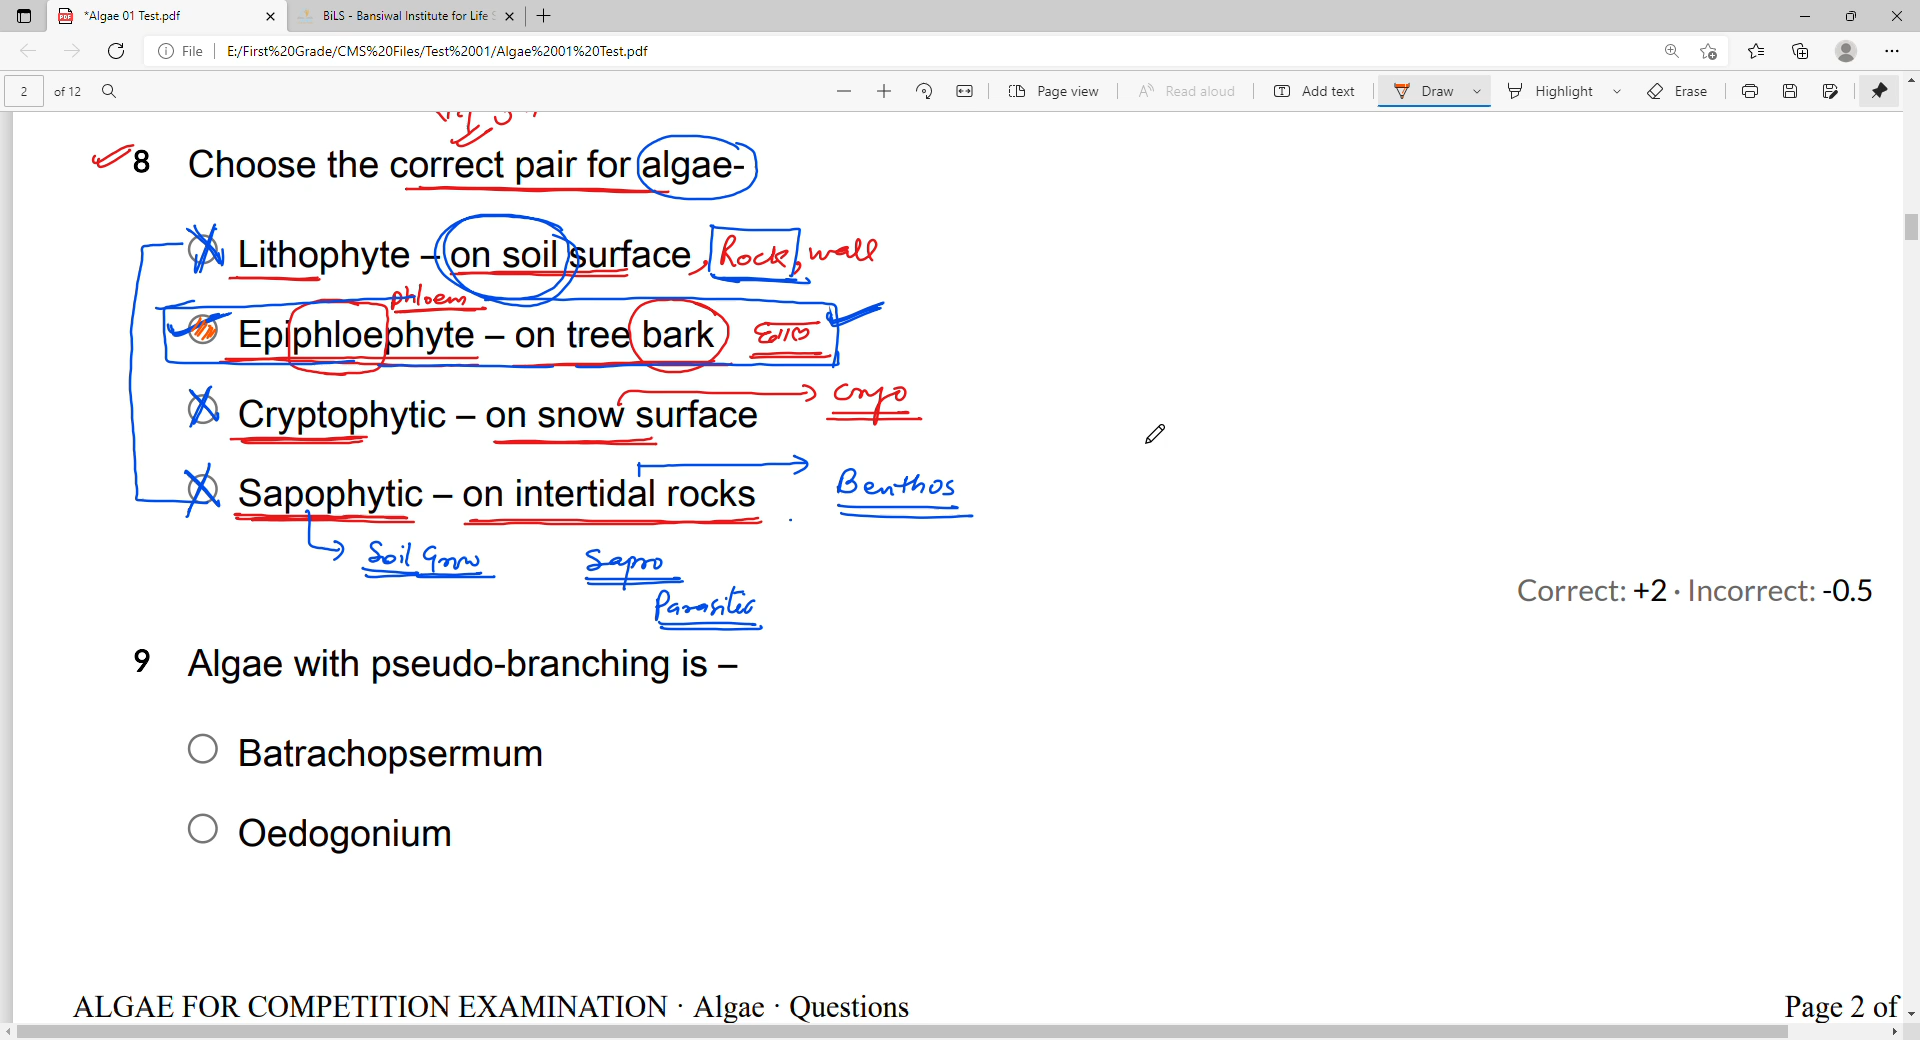 *Algae 01 Test.pdf
BiLS - Bansiwal Institute for Life S
File
E:/First%20Grade/CMS%20Files/Test%2001/Algae%2001%20Test.pdf
2 of 12
Page view
Read aloud
Add text
Draw
Highlight
Erase
8 Choose the correct pair for algae-
Lithophyte – on soil surface , Rock, wall
phloem
Epiphloephyte – on tree bark
Cryptophytic – on snow surface
Cryo
Sapophytic – on intertidal rocks
Benthos
Soil Grow
Sapro
Parasites
Correct: +2 · Incorrect: -0.5
9 Algae with pseudo-branching is –
Batrachopsermum
Oedogonium
ALGAE FOR COMPETITION EXAMINATION · Algae · Questions
Page 2 of